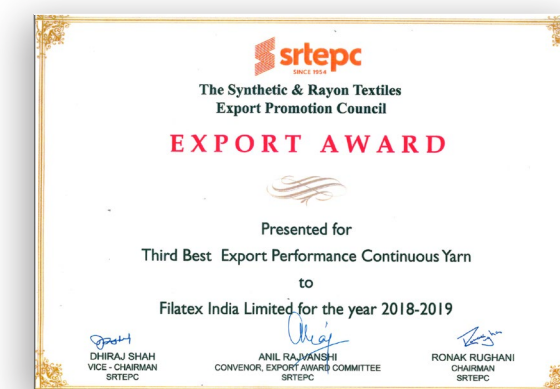 srtepc
SINCE 1954
The Synthetic & Rayon Textiles
Export Promotion Council
EXPORT AWARD
Presented for
Third Best Export Performance Continuous Yarn
to
Filatex India Limited for the year 2018-2019
DHIRAJ SHAH
VICE - CHAIRMAN
SRTEPC
ANIL RAJVANSHI
CONVENOR, EXPORT AWARD COMMITTEE
SRTEPC
RONAK RUGHANI
CHAIRMAN
SRTEPC